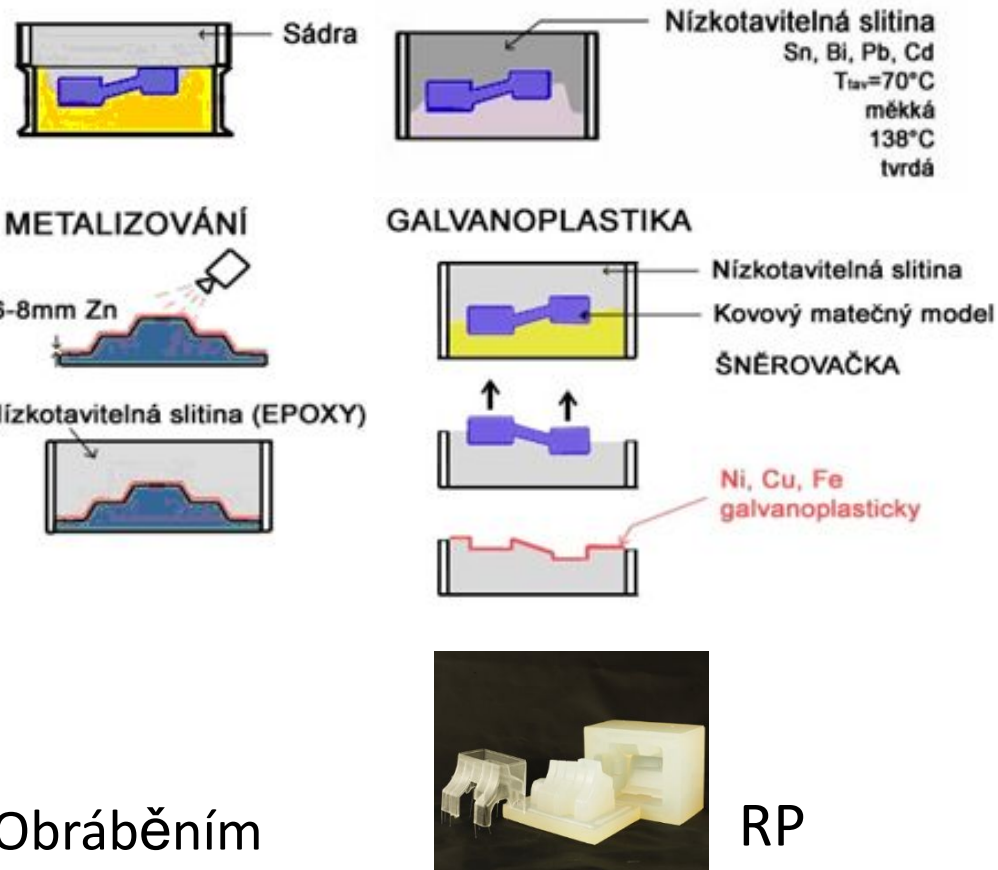 Sádra
Nízkotavitelná slitina
Sn, Bi, Pb, Cd
Ttav=70°C
měkká
138°C
tvrdá
METALIZOVÁNÍ
6-8mm Zn
Nízkotavitelná slitina (EPOXY)
GALVANOPLASTIKA
Nízkotavitelná slitina
Kovový matečný model
ŠNĚROVAČKA
Ni, Cu, Fe
galvanoplasticky
Obráběním
RP